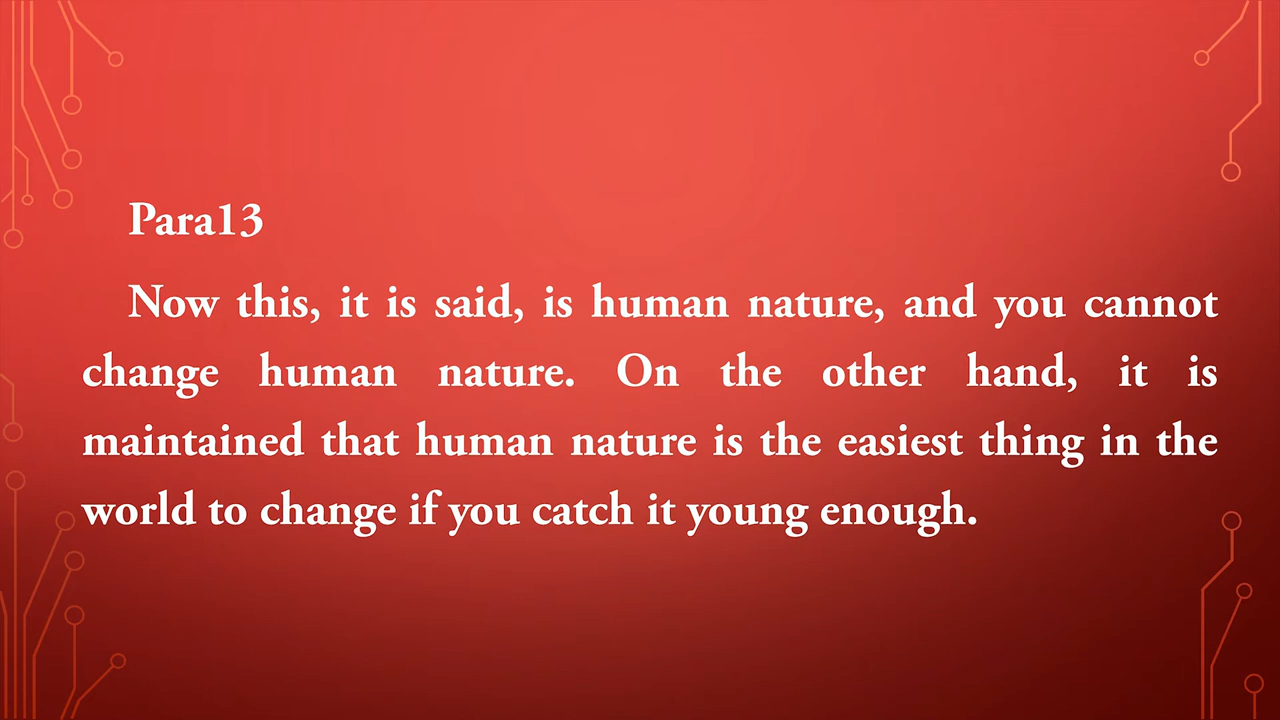 Para13
Now this, it is said, is human nature, and you cannot
change human nature. On the other hand, it is
maintained that human nature is the easiest thing in the
world to change if you catch it young enough.